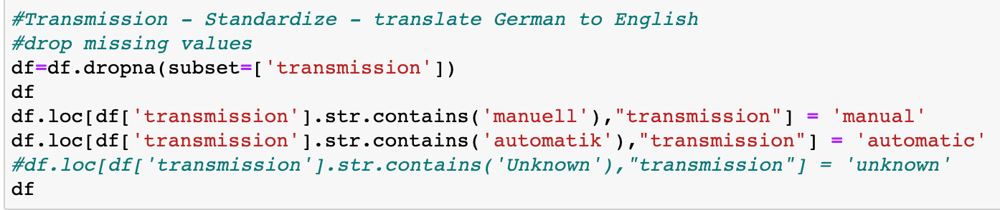 #Transmission - Standardize - translate German to English
#drop missing values
df=df.dropna(subset=['transmission'])
df
df.loc[df['transmission'].str.contains('manuell'),"transmission"] = 'manual'
df.loc[df['transmission'].str.contains('automatik'),"transmission"] = 'automatic'
#df.loc[df['transmission'].str.contains('Unknown'),"transmission"] = 'unknown'
df